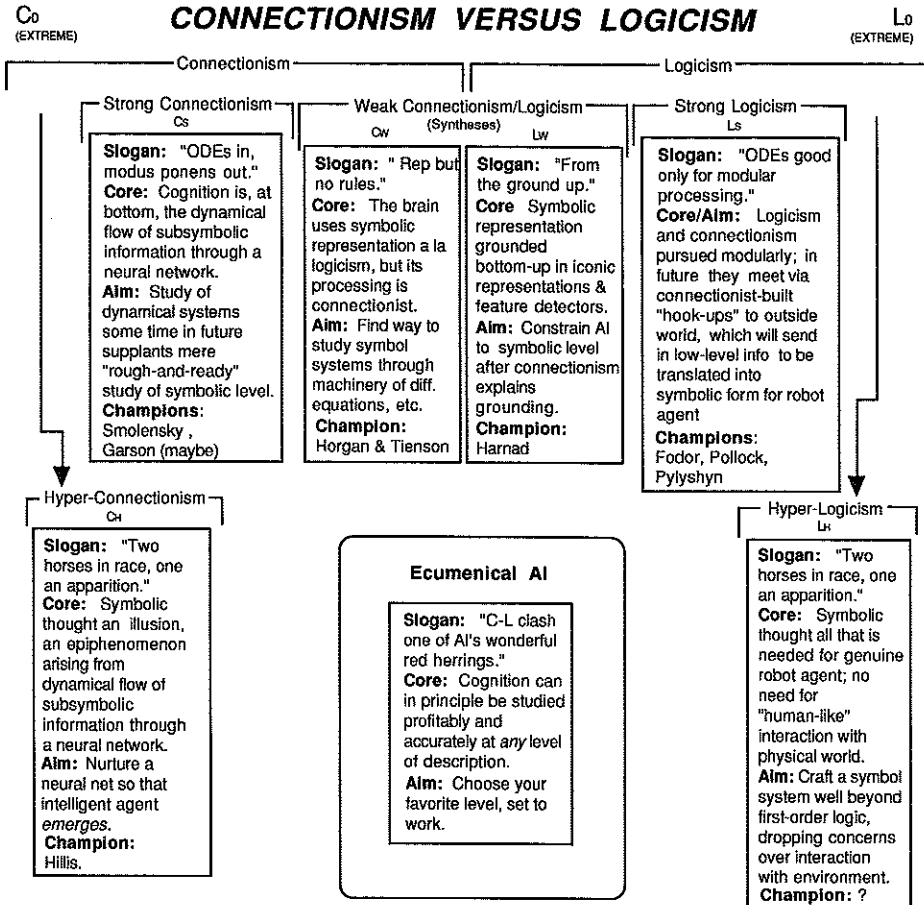 C0
(EXTREME)
CONNECTIONISM VERSUS LOGICISM
L0
(EXTREME)
Connectionism
Logicism
Strong Connectionism
CS
Slogan: "ODEs in,
modus ponens out."
Core: Cognition is, at
bottom, the dynamical
flow of subsymbolic
information through a
neural network.
Aim: Study of
dynamical systems
some time in future
supplants mere
"rough-and-ready"
study of symbolic level.
Champions:
Smolensky ,
Garson (maybe)
Weak Connectionism/Logicism
(Syntheses)
CW
LW
Slogan: " Rep but
no rules."
Core: The brain
uses symbolic
representation a la
logicism, but its
processing is
connectionist.
Aim: Find way to
study symbol
systems through
machinery of diff.
equations, etc.
Champion:
Horgan & Tienson
Slogan: "From
the ground up."
Core Symbolic
representation
grounded
bottom-up in iconic
representations &
feature detectors.
Aim: Constrain AI
to symbolic level
after connectionism
explains
grounding.
Champion:
Harnad
Strong Logicism
LS
Slogan: "ODEs good
only for modular
processing."
Core/Aim: Logicism
and connectionism
pursued modularly; in
future they meet via
connectionist-built
"hook-ups" to outside
world, which will send
in low-level info to be
translated into
symbolic form for robot
agent
Champions:
Fodor, Pollock,
Pylyshyn
Hyper-Connectionism
CH
Slogan: "Two
horses in race, one
an apparition."
Core: Symbolic
thought an illusion,
an epiphenomenon
arising from
dynamical flow of
subsymbolic
information through
a neural network.
Aim: Nurture a
neural net so that
intelligent agent
emerges.
Champion:
Hillis.
Ecumenical AI
Slogan: "C-L clash
one of AI's wonderful
red herrings."
Core: Cognition can
in principle be studied
profitably and
accurately at any level
of description.
Aim: Choose your
favorite level, set to
work.
Hyper-Logicism
LH
Slogan: "Two
horses in race, one
an apparition."
Core: Symbolic
thought all that is
needed for genuine
robot agent; no
need for
"human-like"
interaction with
physical world.
Aim: Craft a symbol
system well beyond
first-order logic,
dropping concerns
over interaction
with environment.
Champion: ?